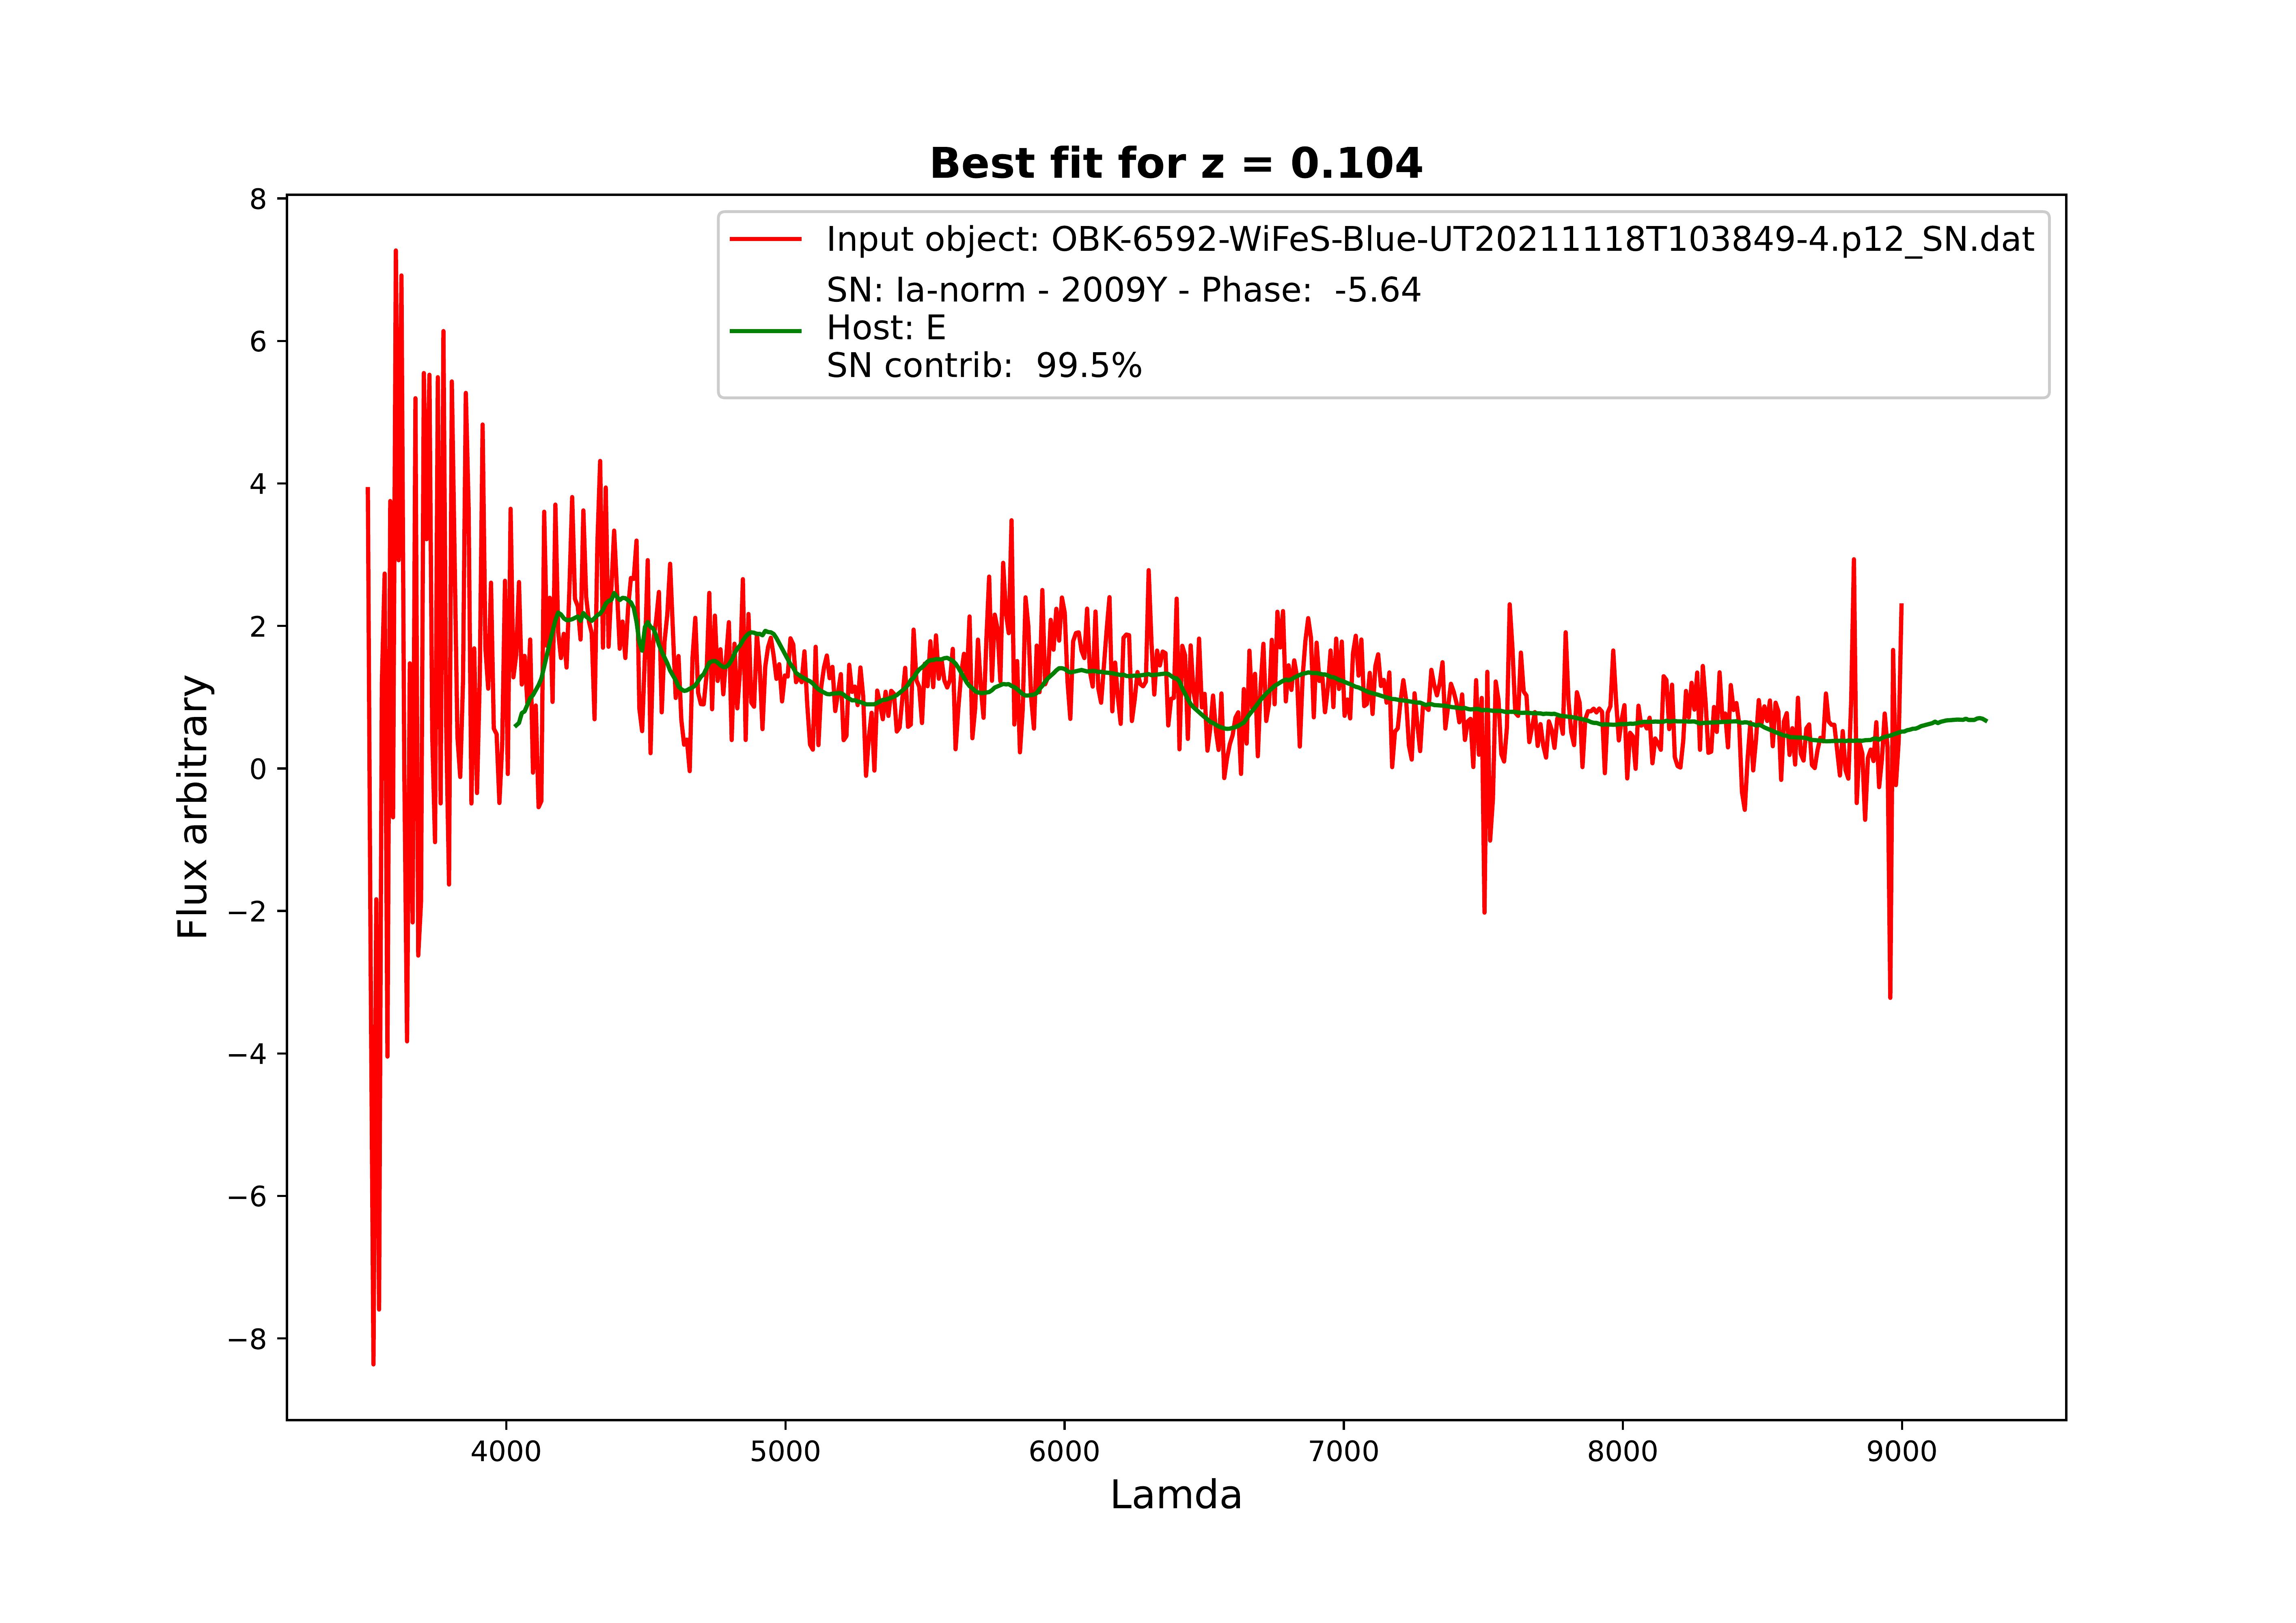 Best fit for z = 0.104
Input object: OBK-6592-WiFeS-Blue-UT20211118T103849-4.p12_SN.dat
SN: Ia-norm - 2009Y - Phase:  -5.64
Host: E
SN contrib:  99.5%
Flux arbitrary
8
6
4
2
0
−2
−4
−6
−8
4000 5000 6000 7000 8000 9000
Lamda